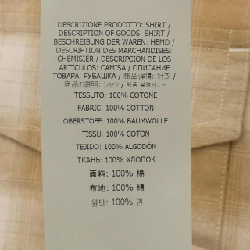 DESCRIZIONE PRODOTTO: SHIRT /
DESCRIPTION OF GOODS: SHIRT /
BESCHREIBUNG DER WAREN: HEMD /
DESCRIPTION DES MARCHANDISES:
CHEMISIER / DESCRIPCION DE LOS
ARTICULOS: CAMISA / ОПИСАНИЕ
ТОВАРА: РУБАШКА /
TESSUTO: 100% COTONE
FABRIC: 100% COTTON
OBERSTOFF: 100% BAUMWOLLE
TISSU: 100% COTON
TEJIDO: 100% ALGODÓN
ТКАНЬ: 100% ХЛОПОК
面料: 100% 棉
布地: 100% 綿
원단: 100% 면